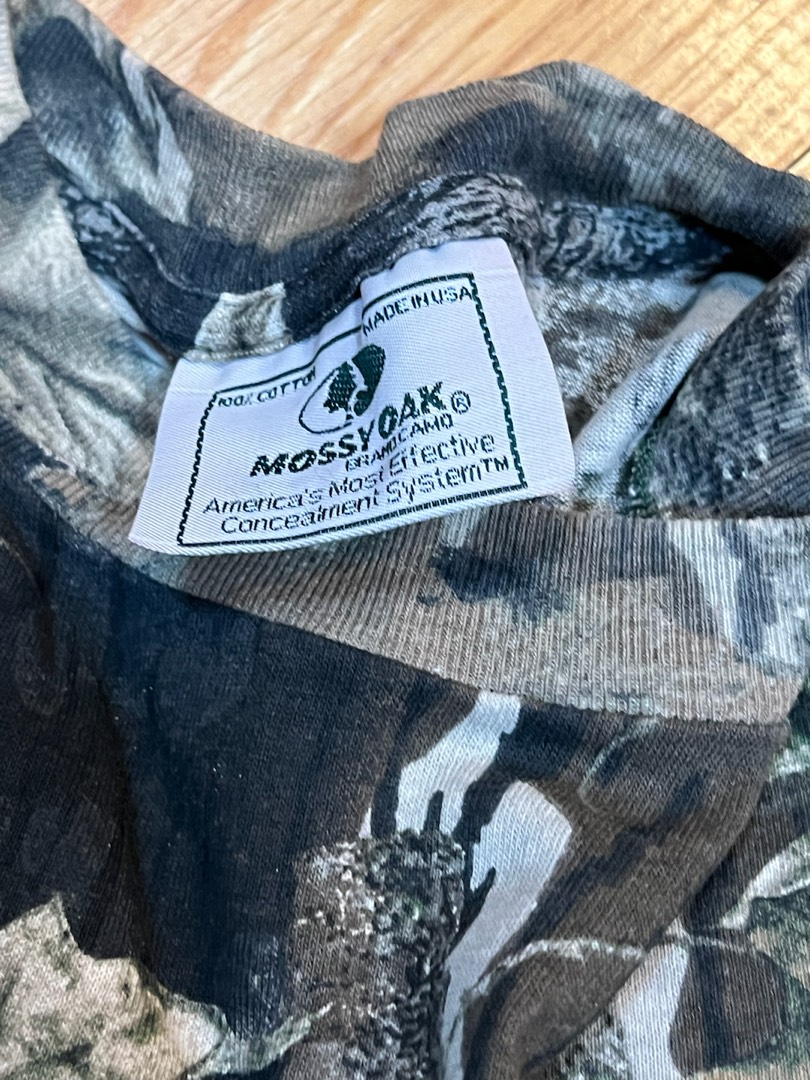 100% COTTON
MADE IN USA
MOSSY OAK®
BRAND CAMO
America's Most Effective
Concealment System™